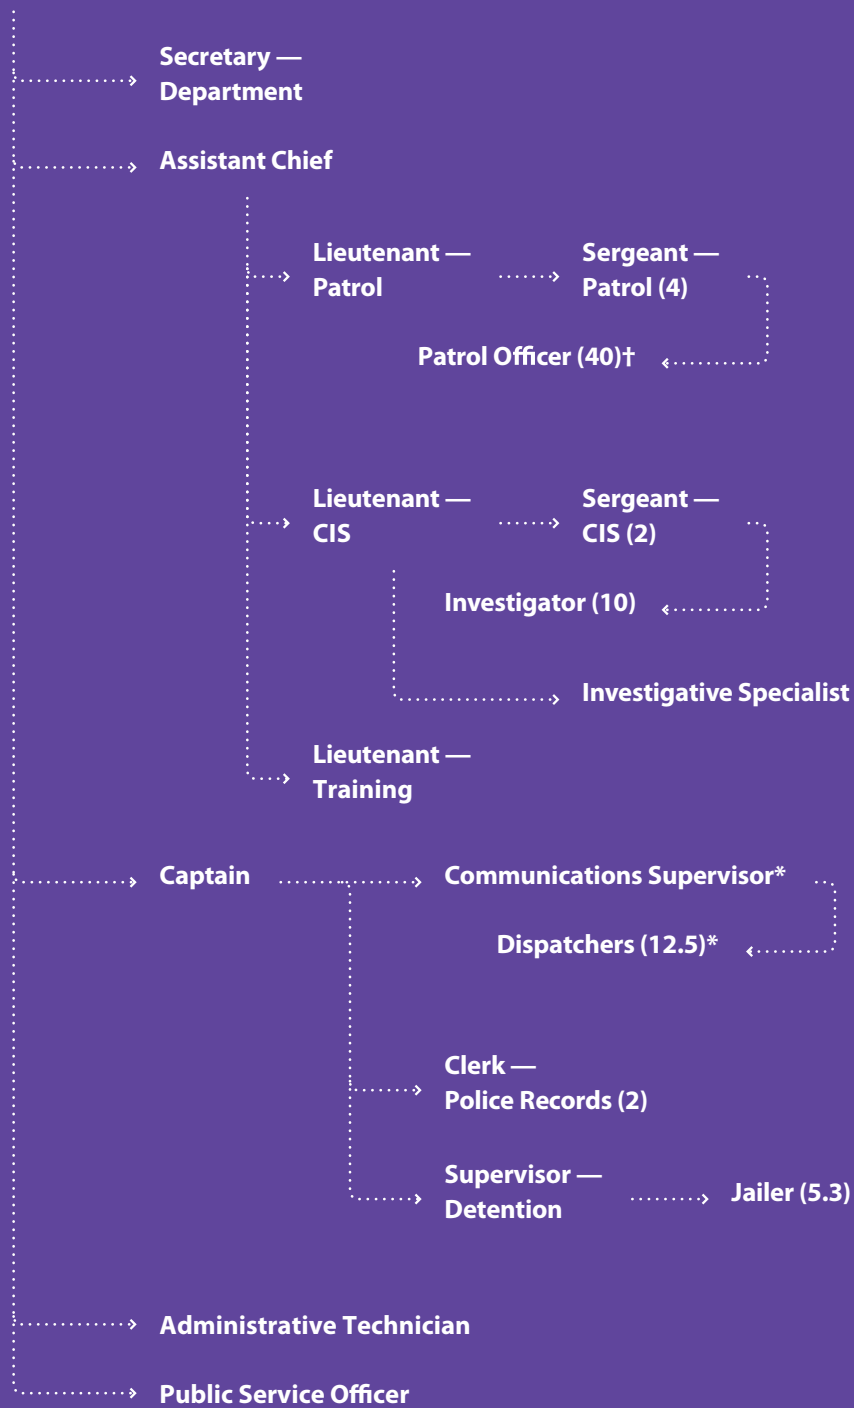 Secretary —
Department
Assistant Chief
Lieutenant —
Patrol
Sergeant —
Patrol (4)
Patrol Officer (40)†
Lieutenant —
CIS
Sergeant —
CIS (2)
Investigator (10)
Investigative Specialist
Lieutenant —
Training
Captain
Communications Supervisor*
Dispatchers (12.5)*
Clerk —
Police Records (2)
Supervisor —
Detention
Jailer (5.3)
Administrative Technician
Public Service Officer